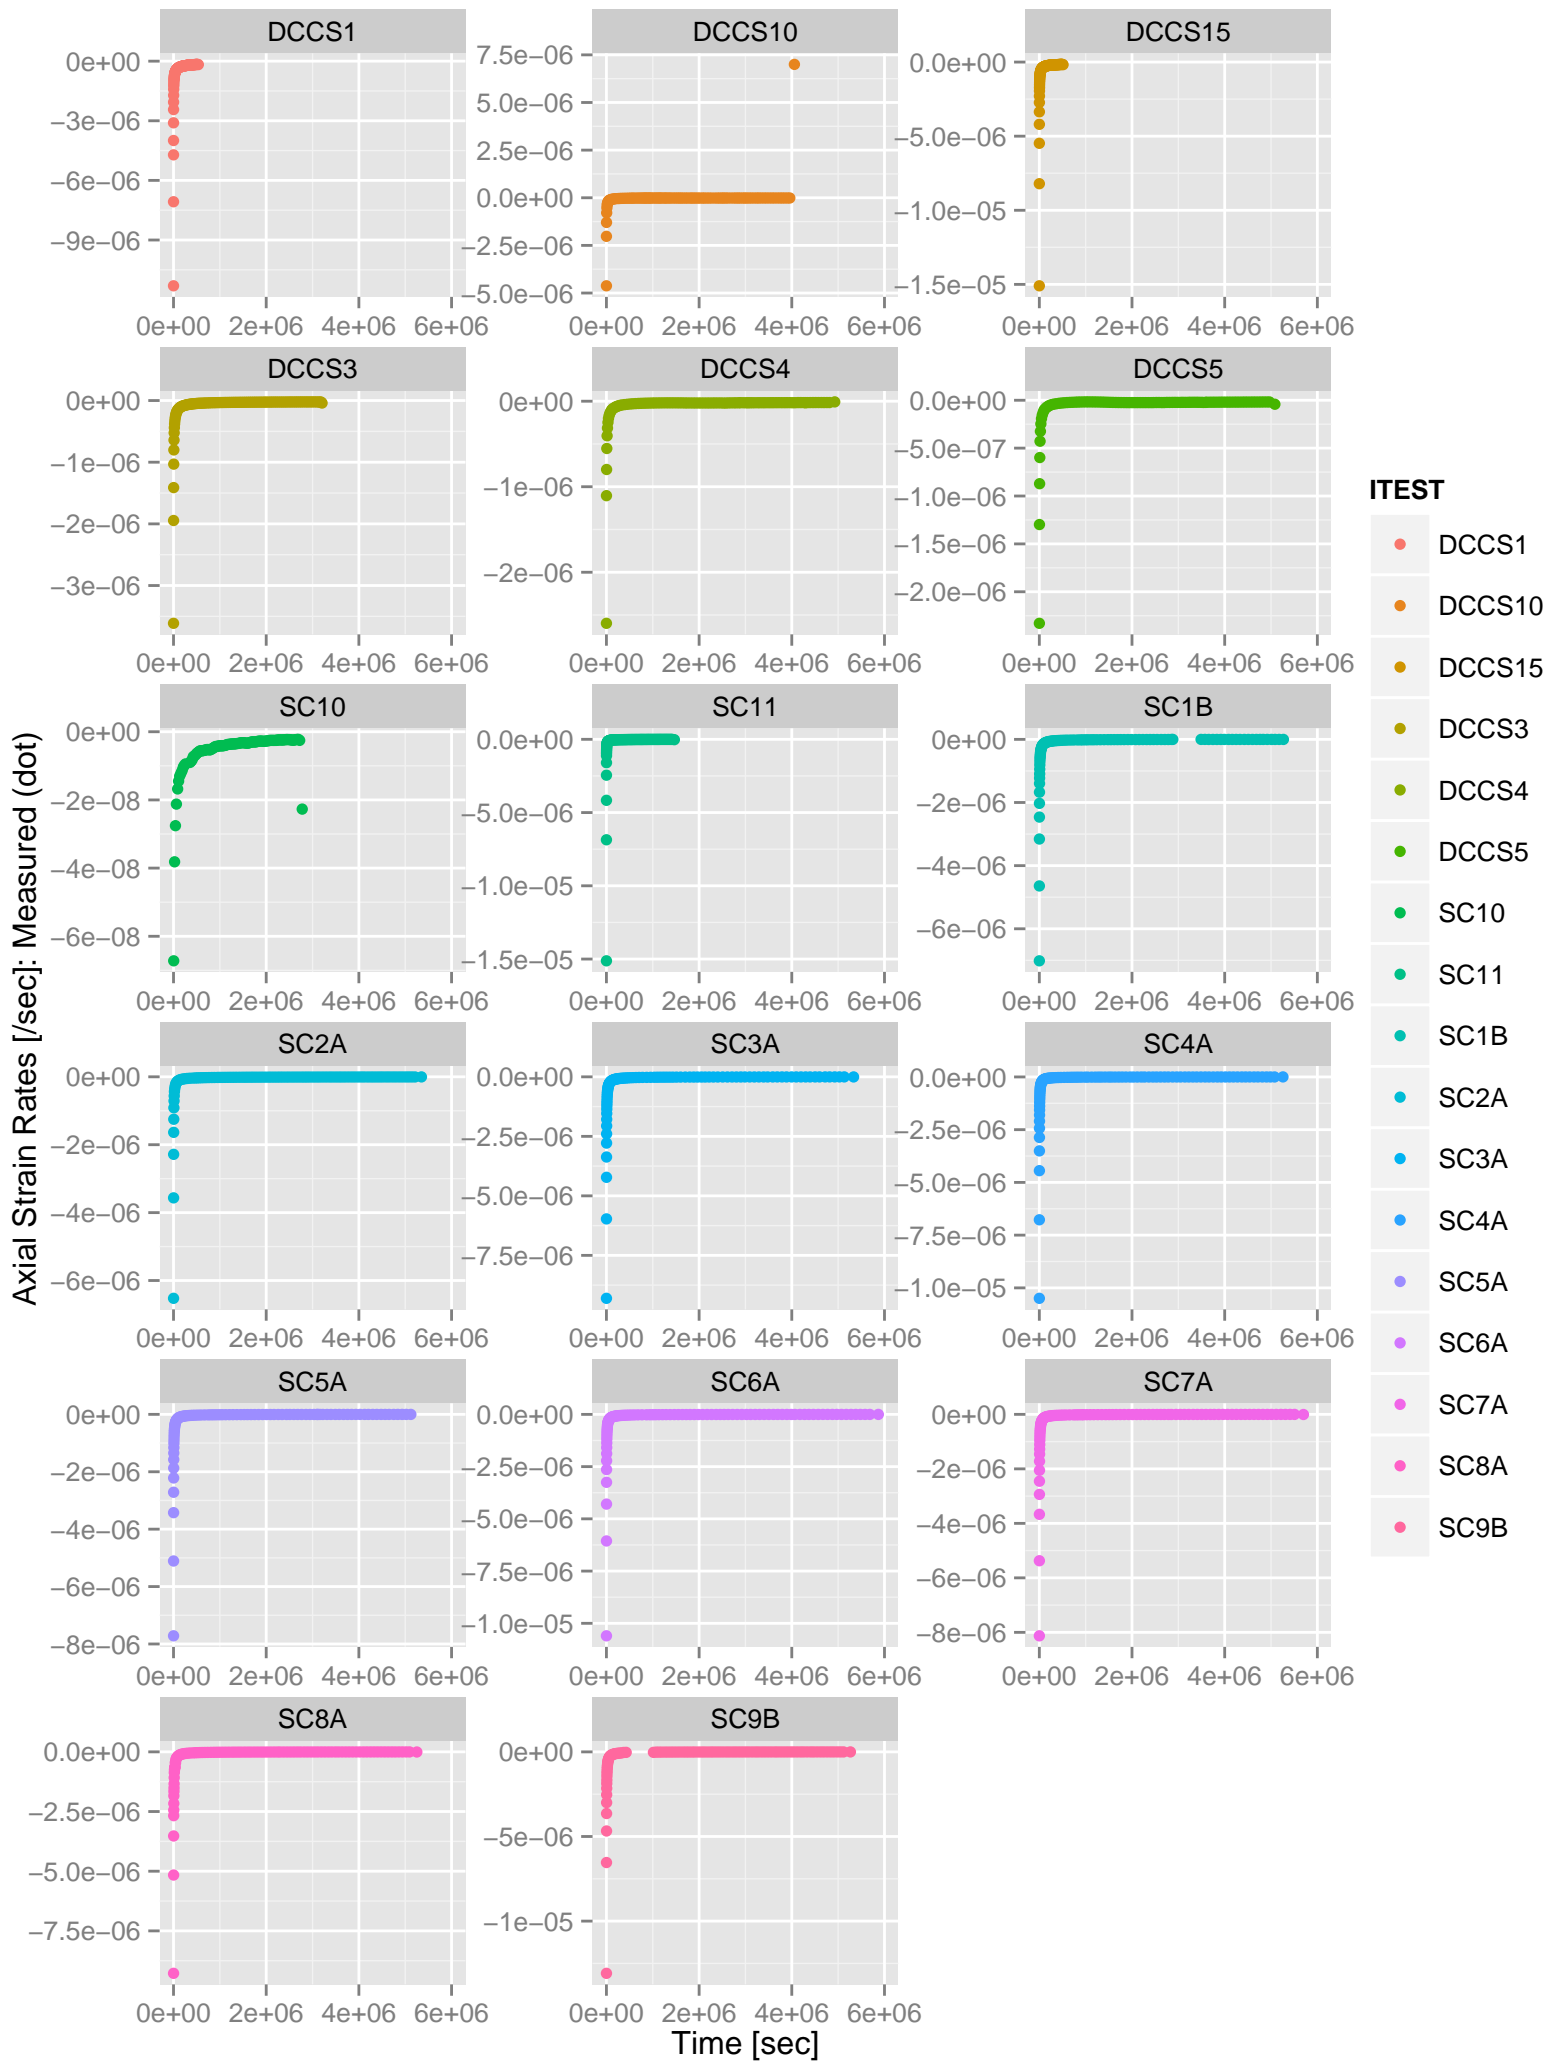 DCCS1 DCCS10 DCCS15
0e+00
−3e−06
−6e−06
−9e−06
7.5e−06
5.0e−06
2.5e−06
0.0e+00
−2.5e−06
−5.0e−06
0.0e+00
−5.0e−06
−1.0e−05
−1.5e−05
0e+00 2e+06 4e+06 6e+06 0e+00 2e+06 4e+06 6e+06 0e+00 2e+06 4e+06 6e+06
DCCS3 DCCS4 DCCS5
0e+00
−1e−06
−2e−06
−3e−06
0e+00
−1e−06
−2e−06
0.0e+00
−5.0e−07
−1.0e−06
−1.5e−06
−2.0e−06
0e+00 2e+06 4e+06 6e+06 0e+00 2e+06 4e+06 6e+06 0e+00 2e+06 4e+06 6e+06
SC10 SC11 SC1B
0e+00
−2e−08
−4e−08
−6e−08
0.0e+00
−5.0e−06
−1.0e−05
−1.5e−05
0e+00
−2e−06
−4e−06
−6e−06
0e+00 2e+06 4e+06 6e+06 0e+00 2e+06 4e+06 6e+06 0e+00 2e+06 4e+06 6e+06
SC2A SC3A SC4A
0e+00
−2e−06
−4e−06
−6e−06
0.0e+00
−2.5e−06
−5.0e−06
−7.5e−06
0.0e+00
−2.5e−06
−5.0e−06
−7.5e−06
−1.0e−05
0e+00 2e+06 4e+06 6e+06 0e+00 2e+06 4e+06 6e+06 0e+00 2e+06 4e+06 6e+06
SC5A SC6A SC7A
0e+00
−2e−06
−4e−06
−6e−06
−8e−06
0.0e+00
−2.5e−06
−5.0e−06
−7.5e−06
−1.0e−05
0e+00
−2e−06
−4e−06
−6e−06
−8e−06
0e+00 2e+06 4e+06 6e+06 0e+00 2e+06 4e+06 6e+06 0e+00 2e+06 4e+06 6e+06
SC8A SC9B
0.0e+00
−2.5e−06
−5.0e−06
−7.5e−06
0e+00
−5e−06
−1e−05
0e+00 2e+06 4e+06 6e+06 0e+00 2e+06 4e+06 6e+06
Time [sec]
Axial Strain Rates [/sec]: Measured (dot)
ITEST
DCCS1
DCCS10
DCCS15
DCCS3
DCCS4
DCCS5
SC10
SC11
SC1B
SC2A
SC3A
SC4A
SC5A
SC6A
SC7A
SC8A
SC9B